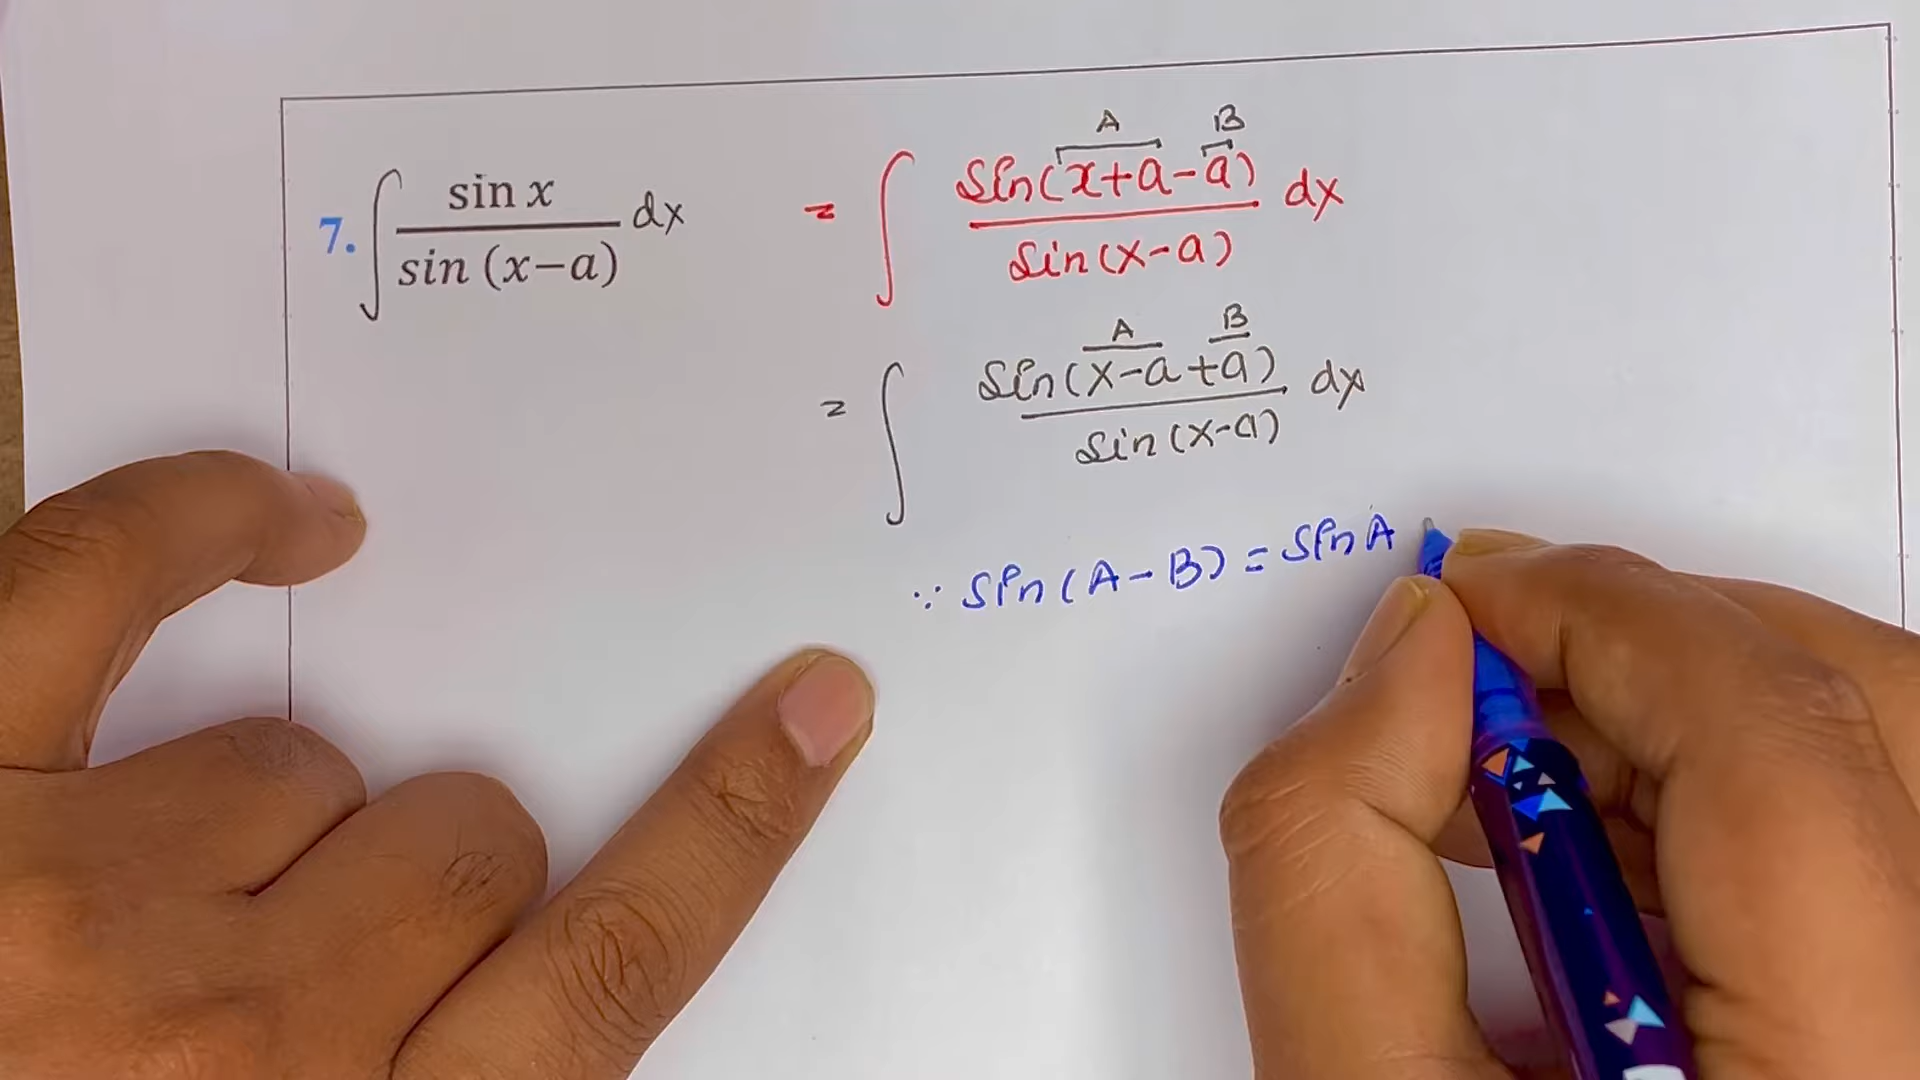 7. ∫ sin x / sin (x−a) dx = ∫ sin(x+a−a) / sin(x−a) dx
A B
= ∫ sin(x−a+a) / sin(x−a) dx
A B
∵ sin(A−B) = sin A